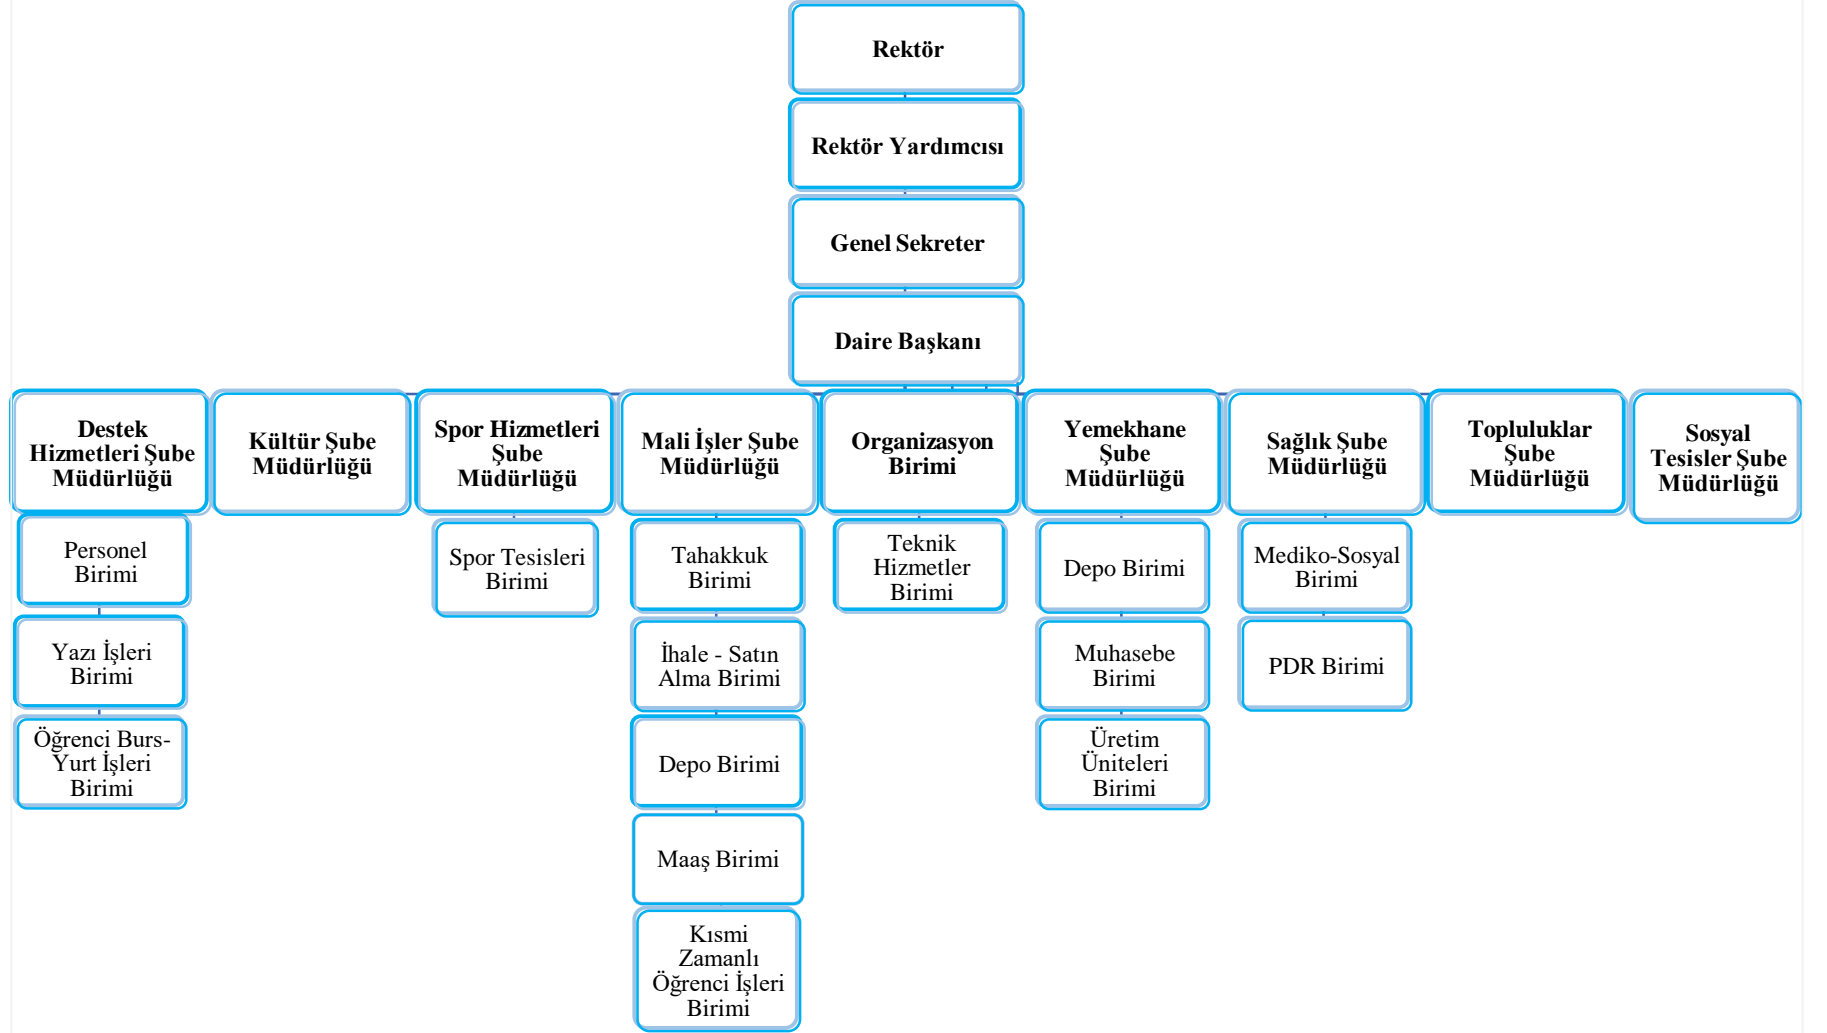 Rektör
Rektör Yardımcısı
Genel Sekreter
Daire Başkanı
Destek
Hizmetleri Şube
Müdürlüğü
Kültür Şube
Müdürlüğü
Spor Hizmetleri
Şube
Müdürlüğü
Mali İşler Şube
Müdürlüğü
Organizasyon
Birimi
Yemekhane
Şube
Müdürlüğü
Sağlık Şube
Müdürlüğü
Topluluklar
Şube
Müdürlüğü
Sosyal
Tesisler Şube
Müdürlüğü
Personel
Birimi
Yazı İşleri
Birimi
Öğrenci Burs-
Yurt İşleri
Birimi
Spor Tesisleri
Birimi
Tahakkuk
Birimi
İhale - Satın
Alma Birimi
Depo Birimi
Maaş Birimi
Kısmi
Zamanlı
Öğrenci İşleri
Birimi
Teknik
Hizmetler
Birimi
Depo Birimi
Muhasebe
Birimi
Üretim
Üniteleri
Birimi
Mediko-Sosyal
Birimi
PDR Birimi